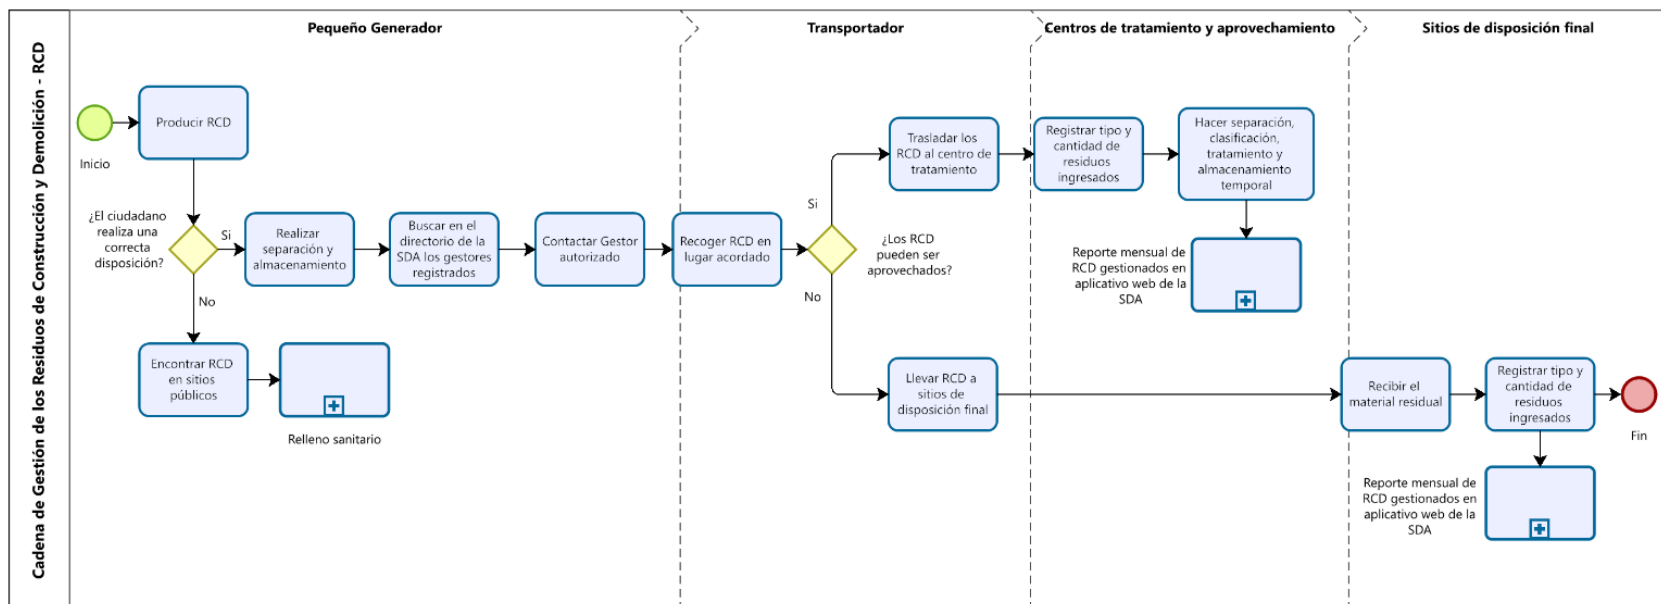 Cadena de Gestión de los Residuos de Construcción y Demolición - RCD
Pequeño Generador
Transportador
Centros de tratamiento y aprovechamiento
Sitios de disposición final
Inicio
Producir RCD
¿El ciudadano
realiza una
correcta
disposición?
Si
No
Realizar
separación y
almacenamiento
Buscar en el
directorio de la
SDA los gestores
registrados
Contactar Gestor
autorizado
Encontrar RCD
en sitios
públicos
Relleno sanitario
Recoger RCD en
lugar acordado
¿Los RCD
pueden ser
aprovechados?
Si
No
Trasladar los
RCD al centro de
tratamiento
Llevar RCD a
sitios de
disposición final
Registrar tipo y
cantidad de
residuos
ingresados
Hacer separación,
clasificación,
tratamiento y
almacenamiento
temporal
Reporte mensual de
RCD gestionados en
aplicativo web de la
SDA
Recibir el
material residual
Registrar tipo y
cantidad de
residuos
ingresados
Fin
Reporte mensual de
RCD gestionados en
aplicativo web de la
SDA